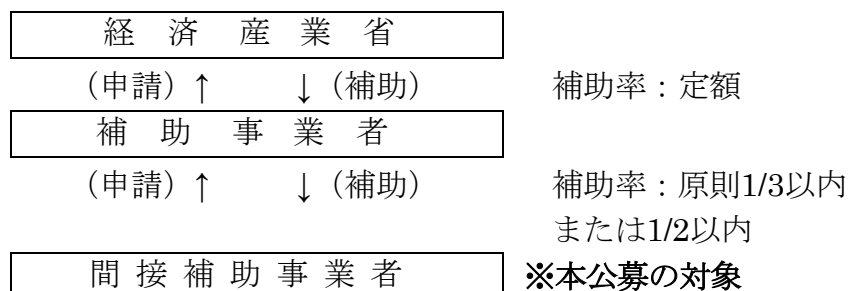 経済産業省
（申請）↑ ↓（補助） 補助率：定額
補助事業者
（申請）↑ ↓（補助） 補助率：原則1/3以内
または1/2以内
間接補助事業者 ※本公募の対象